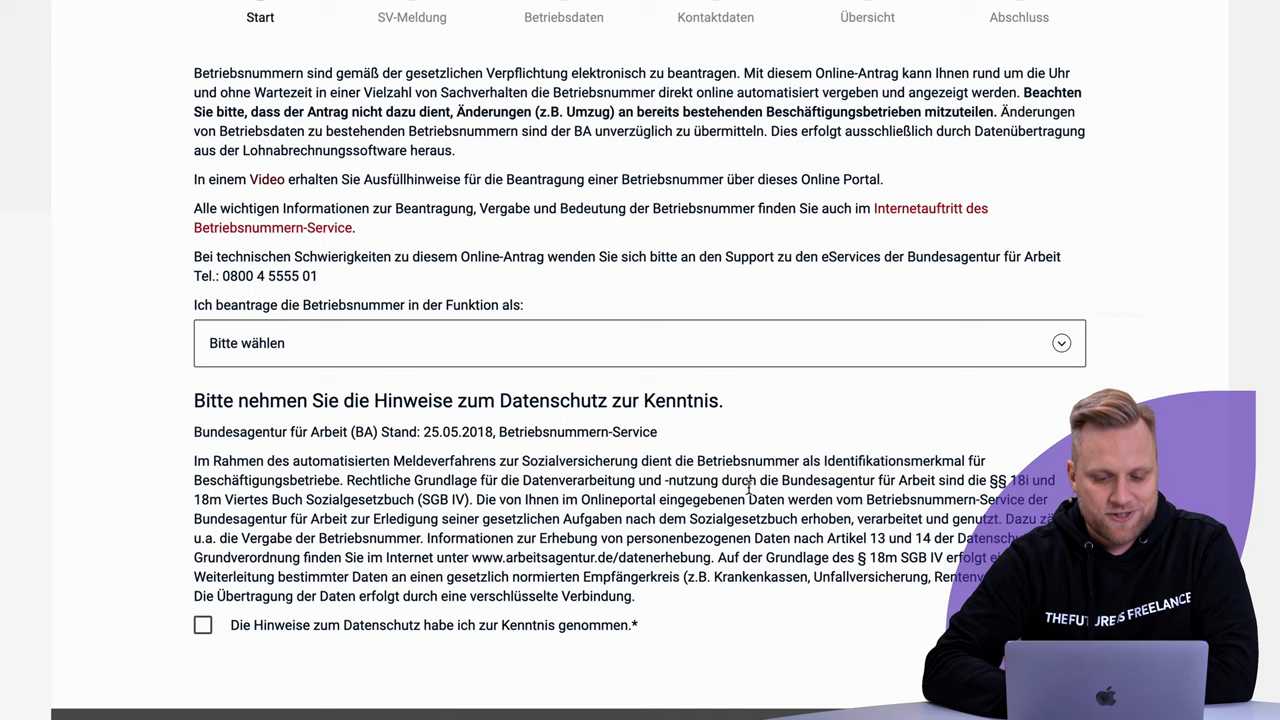 Start
SV-Meldung
Betriebsdaten
Kontaktdaten
Übersicht
Abschluss
Betriebsnummern sind gemäß der gesetzlichen Verpflichtung elektronisch zu beantragen. Mit diesem Online-Antrag kann Ihnen rund um die Uhr
und ohne Wartezeit in einer Vielzahl von Sachverhalten die Betriebsnummer direkt online automatisiert vergeben und angezeigt werden. Beachten
Sie bitte, dass der Antrag nicht dazu dient, Änderungen (z.B. Umzug) an bereits bestehenden Beschäftigungsbetrieben mitzuteilen. Änderungen
von Betriebsdaten zu bestehenden Betriebsnummern sind der BA unverzüglich zu übermitteln. Dies erfolgt ausschließlich durch Datenübertragung
aus der Lohnabrechnungssoftware heraus.
In einem Video erhalten Sie Ausfüllhinweise für die Beantragung einer Betriebsnummer über dieses Online Portal.
Alle wichtigen Informationen zur Beantragung, Vergabe und Bedeutung der Betriebsnummer finden Sie auch im Internetauftritt des
Betriebsnummern-Service.
Bei technischen Schwierigkeiten zu diesem Online-Antrag wenden Sie sich bitte an den Support zu den eServices der Bundesagentur für Arbeit
Tel.: 0800 4 5555 01
Ich beantrage die Betriebsnummer in der Funktion als:
Bitte wählen
Bitte nehmen Sie die Hinweise zum Datenschutz zur Kenntnis.
Bundesagentur für Arbeit (BA) Stand: 25.05.2018, Betriebsnummern-Service
Im Rahmen des automatisierten Meldeverfahrens zur Sozialversicherung dient die Betriebsnummer als Identifikationsmerkmal für
Beschäftigungsbetriebe. Rechtliche Grundlage für die Datenverarbeitung und -nutzung durch die Bundesagentur für Arbeit sind die §§ 18i und
18m Viertes Buch Sozialgesetzbuch (SGB IV). Die von Ihnen im Onlineportal eingegebenen Daten werden vom Betriebsnummern-Service der
Bundesagentur für Arbeit zur Erledigung seiner gesetzlichen Aufgaben nach dem Sozialgesetzbuch erhoben, verarbeitet und genutzt. Dazu
u.a. die Vergabe der Betriebsnummer. Informationen zur Erhebung von personenbezogenen Daten nach Artikel 13 und 14 der
Grundverordnung finden Sie im Internet unter www.arbeitsagentur.de/datenerhebung. Auf der Grundlage des § 18m SGB IV erfolgt
Weiterleitung bestimmter Daten an einen gesetzlich normierten Empfängerkreis (z.B. Krankenkassen, Unfallversicherung,
Die Übertragung der Daten erfolgt durch eine verschlüsselte Verbindung.
Die Hinweise zum Datenschutz habe ich zur Kenntnis genommen.*
THE FUTURE IS FREELANCE